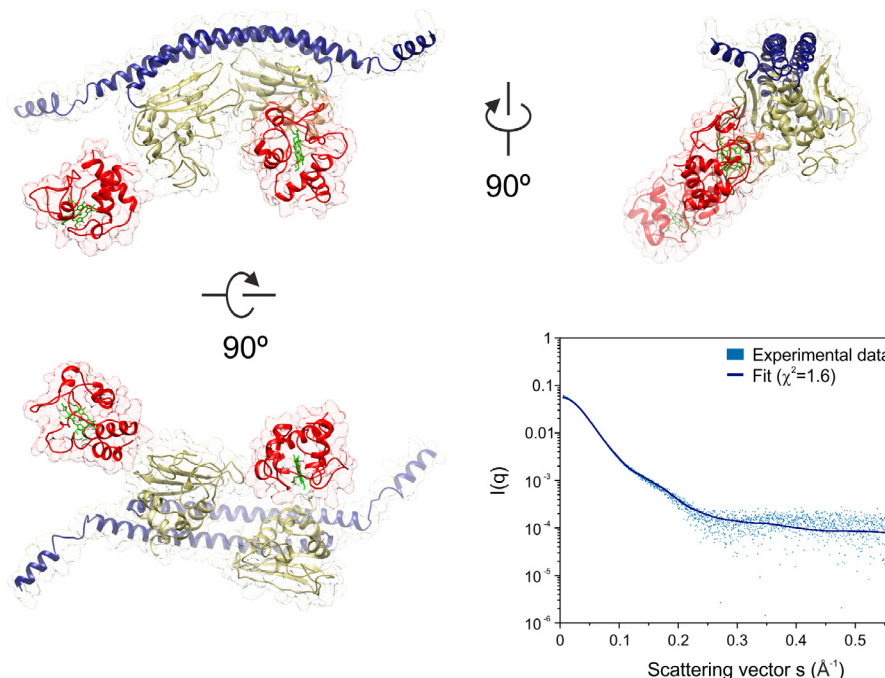 90º
90º
Experimental data
Fit (χ²=1.6)
1
0.1
0.01
10⁻³
10⁻⁴
10⁻⁵
10⁻⁶
I(q)
0
0.1
0.2
0.3
0.4
0.5
Scattering vector s (Å⁻¹)